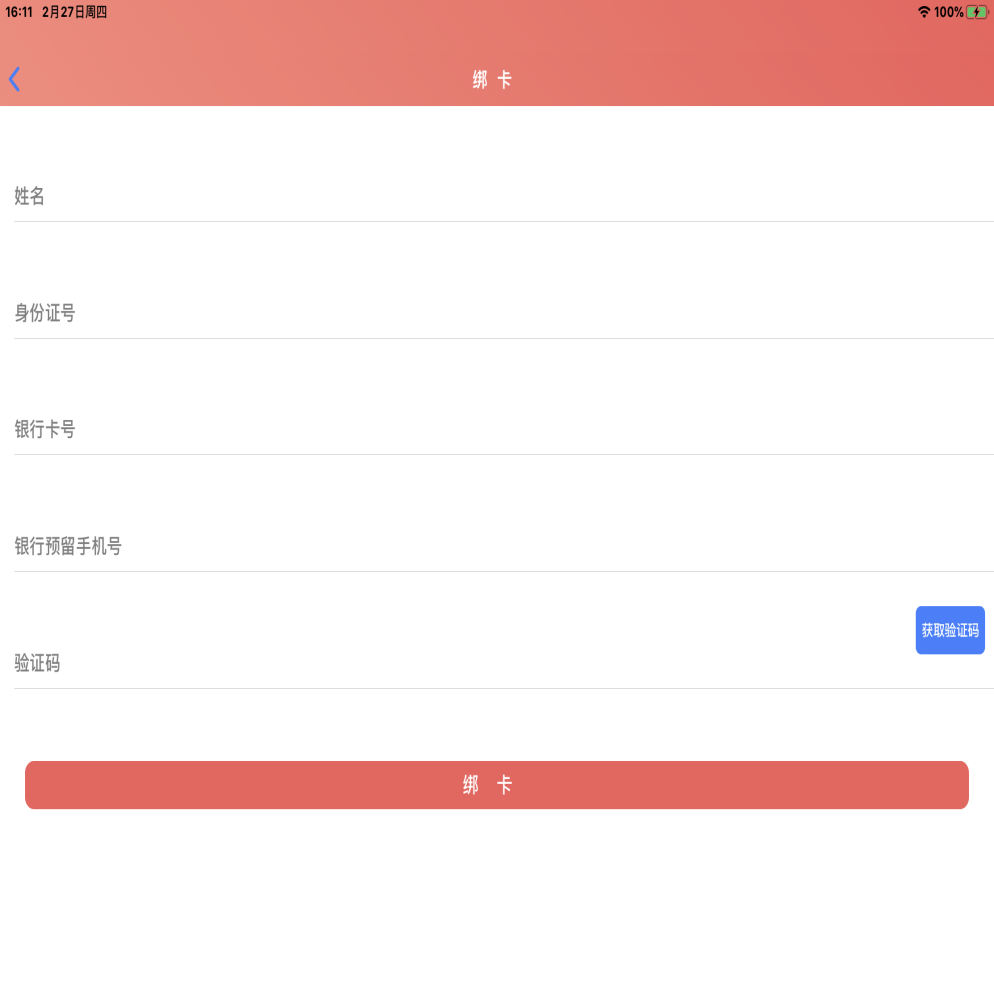 16:11 2月27日周四 100%
绑 卡
姓名
身份证号
银行卡号
银行预留手机号
获取验证码
验证码
绑 卡